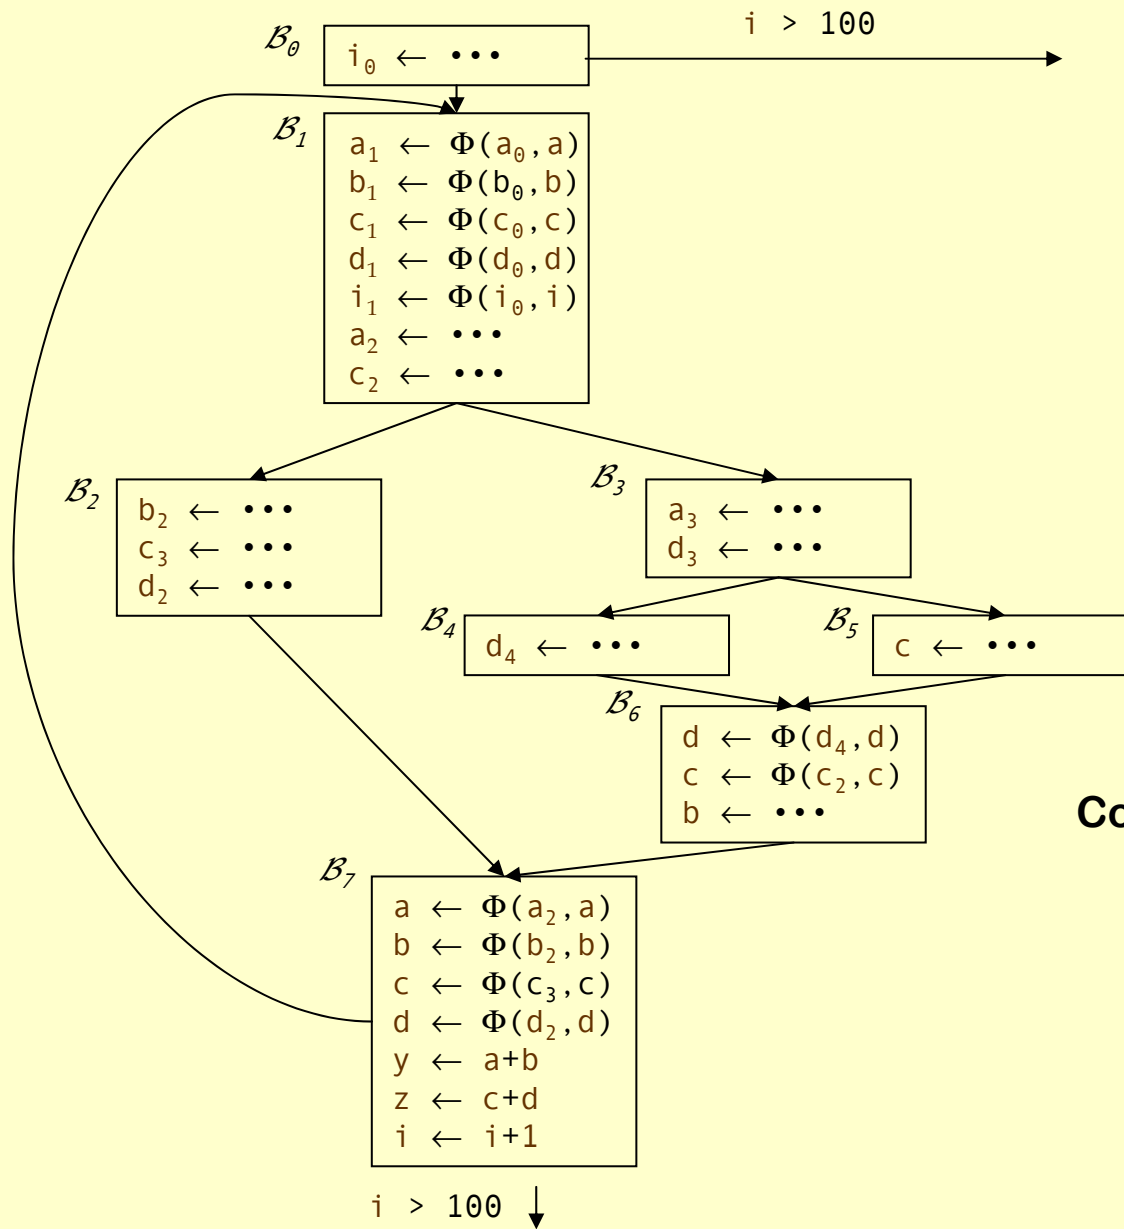 i > 100
ℬ₀
i₀ ← •••
ℬ₁
a₁ ← Φ(a₀,a)
b₁ ← Φ(b₀,b)
c₁ ← Φ(c₀,c)
d₁ ← Φ(d₀,d)
i₁ ← Φ(i₀,i)
a₂ ← •••
c₂ ← •••
ℬ₂
b₂ ← •••
c₃ ← •••
d₂ ← •••
ℬ₃
a₃ ← •••
d₃ ← •••
ℬ₄
d₄ ← •••
ℬ₅
c ← •••
ℬ₆
d ← Φ(d₄,d)
c ← Φ(c₂,c)
b ← •••
Co
ℬ₇
a ← Φ(a₂,a)
b ← Φ(b₂,b)
c ← Φ(c₃,c)
d ← Φ(d₂,d)
y ← a+b
z ← c+d
i ← i+1
i > 100